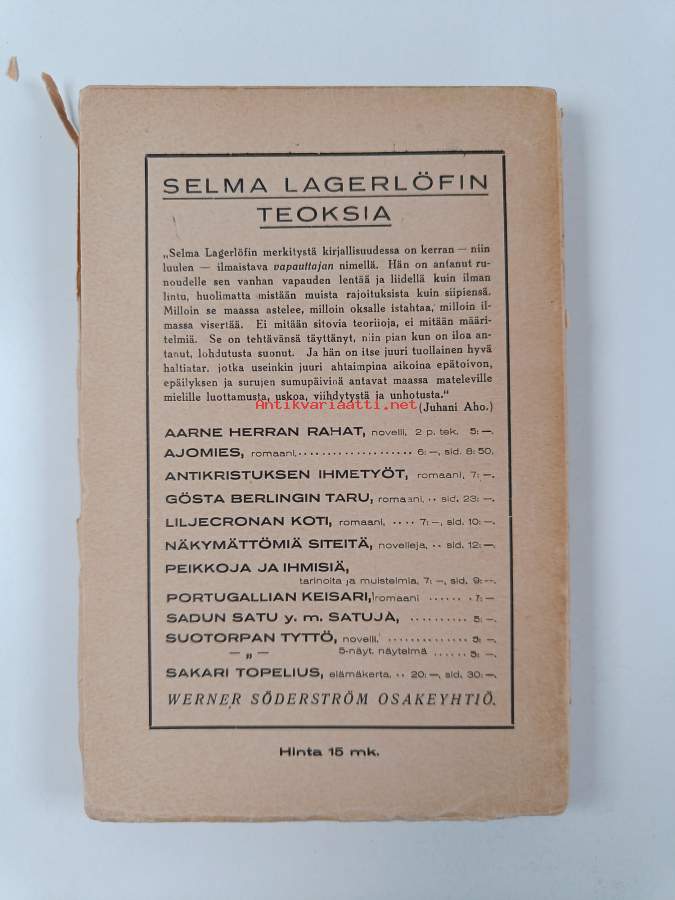 SELMA LAGERLÖFIN
TEOKSIA
„Selma Lagerlöfin merkitystä kirjallisuudessa on kerran — niin
luulen — ilmaistava vapauttajan nimellä. Hän on antanut ru-
noudelle sen vanhan vapauden lentää ja liidellä kuin ilman
lintu, huolimatta mistään muista rajoituksista kuin siipiensä.
Milloin se maassa astelee, milloin oksalle istahtaa, milloin il-
massa visertää. Ei mitään sitovia teoriioja, ei mitään määri-
telmiä. Se on tehtävänsä täyttänyt, niin pian kun on iloa an-
tanut, lohdutusta suonut. Ja hän on itse juuri tuollainen hyvä
haltiatar, jotka useinkin juuri ahtaimpina aikoina epätoivon,
epäilyksen ja surujen sumupäivinä antavat maassa mateleville
mielille luottamusta, uskoa, viihdytystä ja unhotusta."
Antikvariaatti.net
(Juhani Aho.)
AARNE HERRAN RAHAT, novelli, 2 p. tek. 5: —.
AJOMIES, romaani, .................... 6: —, sid. 8: 50.
ANTIKRISTUKSEN IHMETYÖT, romaani, 7: —.
GÖSTA BERLINGIN TARU, romaani, .. sid. 23: —.
LILJECRONAN KOTI, romaani, .... 7: —, sid. 10: —.
NÄKYMÄTTÖMIÄ SITEITÄ, novelleja, .. sid. 12: —.
PEIKKOJA JA IHMISIÄ,
tarinoita ja muistelmia, 7: —, sid. 9: —.
PORTUGALLIAN KEISARI, romaani ....... 7: —
SADUN SATU y. m. SATUJA, .......... 5: —.
SUOTORPAN TYTTÖ, novelli, .............. 5: —.
— „ — 5-näyt. näytelmä ...... 5: —.
SAKARI TOPELIUS, elämäkerta, .. 20: —, sid. 30: —.
WERNER SÖDERSTRÖM OSAKEYHTIÖ.
Hinta 15 mk.